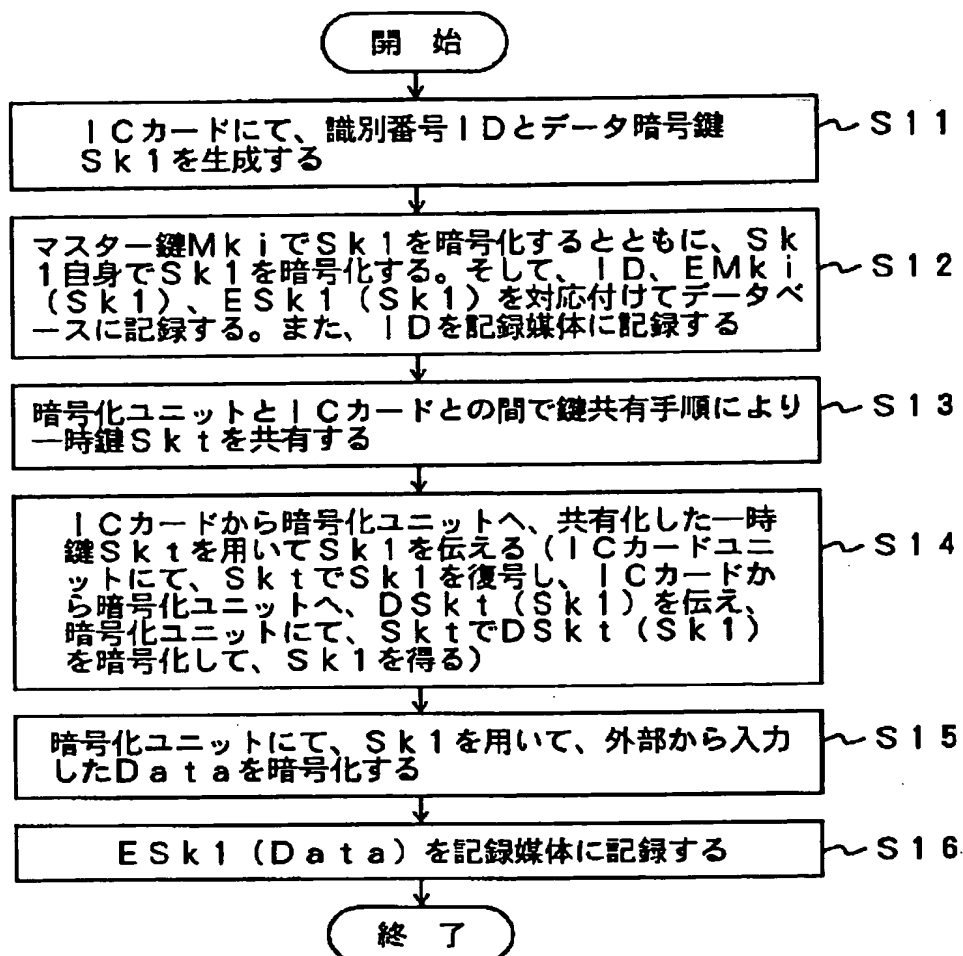 開 始
ICカードにて、識別番号IDとデータ暗号鍵 ~S11
Sk1を生成する
マスター鍵MkiでSk1を暗号化するとともに、Sk
1自身でSk1を暗号化する。そして、ID、EMki ~S12
(Sk1)、ESk1(Sk1)を対応付けてデータベ
ースに記録する。また、IDを記録媒体に記録する
暗号化ユニットとICカードとの間で鍵共有手順により ~S13
一時鍵Sktを共有する
ICカードから暗号化ユニットへ、共有化した一時
鍵Sktを用いてSk1を伝える(ICカードユニ ~S14
ットにて、SktでSk1を復号し、ICカードか
ら暗号化ユニットへ、DSkt(Sk1)を伝え、
暗号化ユニットにて、SktでDSkt(Sk1)
を暗号化して、Sk1を得る)
暗号化ユニットにて、Sk1を用いて、外部から入力 ~S15
したDataを暗号化する
ESk1(Data)を記録媒体に記録する ~S16
終 了